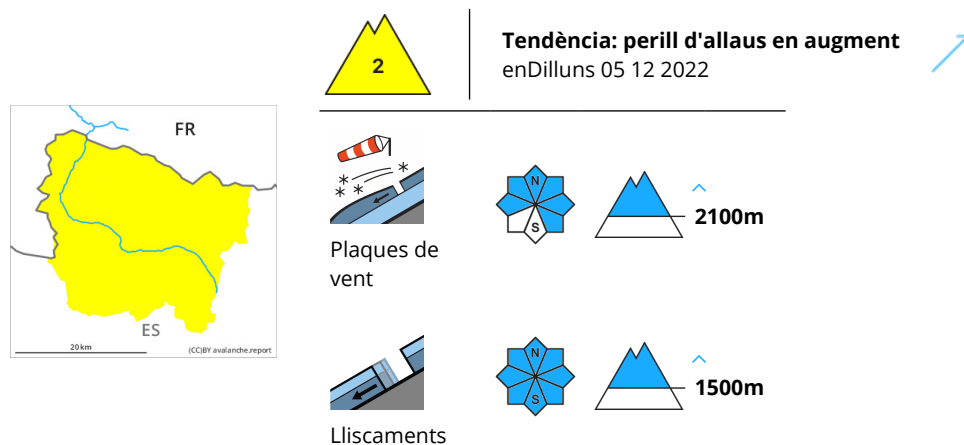 2
Tendència: perill d'allaus en augment
enDilluns 05 12 2022
FR
ES
20 km
(CC)BY avalanche.report
N
S
2100m
Plaques de
vent
N
S
1500m
Lliscaments